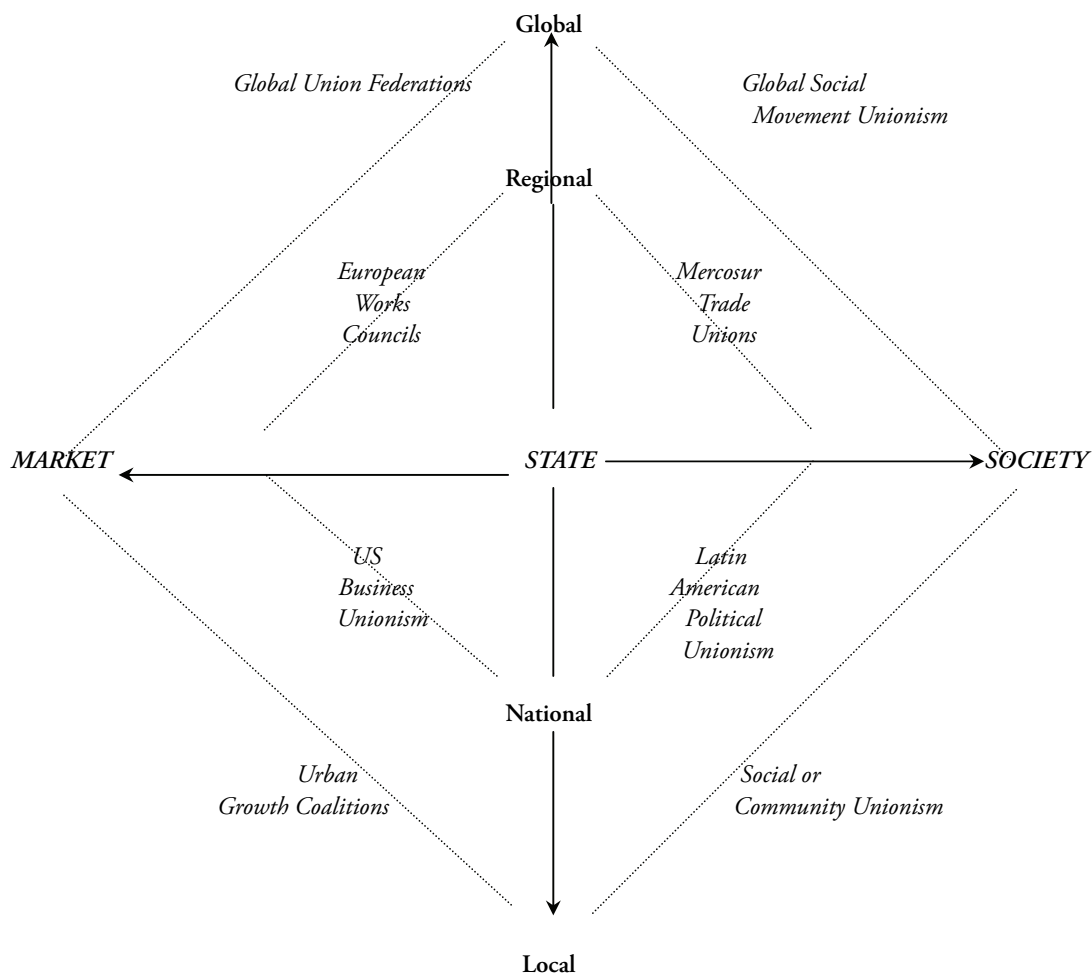 Global
Global Union Federations
Global Social
Movement Unionism
Regional
European
Works
Councils
Mercosur
Trade
Unions
MARKET
STATE
SOCIETY
US
Business
Unionism
Latin
American
Political
Unionism
National
Urban
Growth Coalitions
Social or
Community Unionism
Local